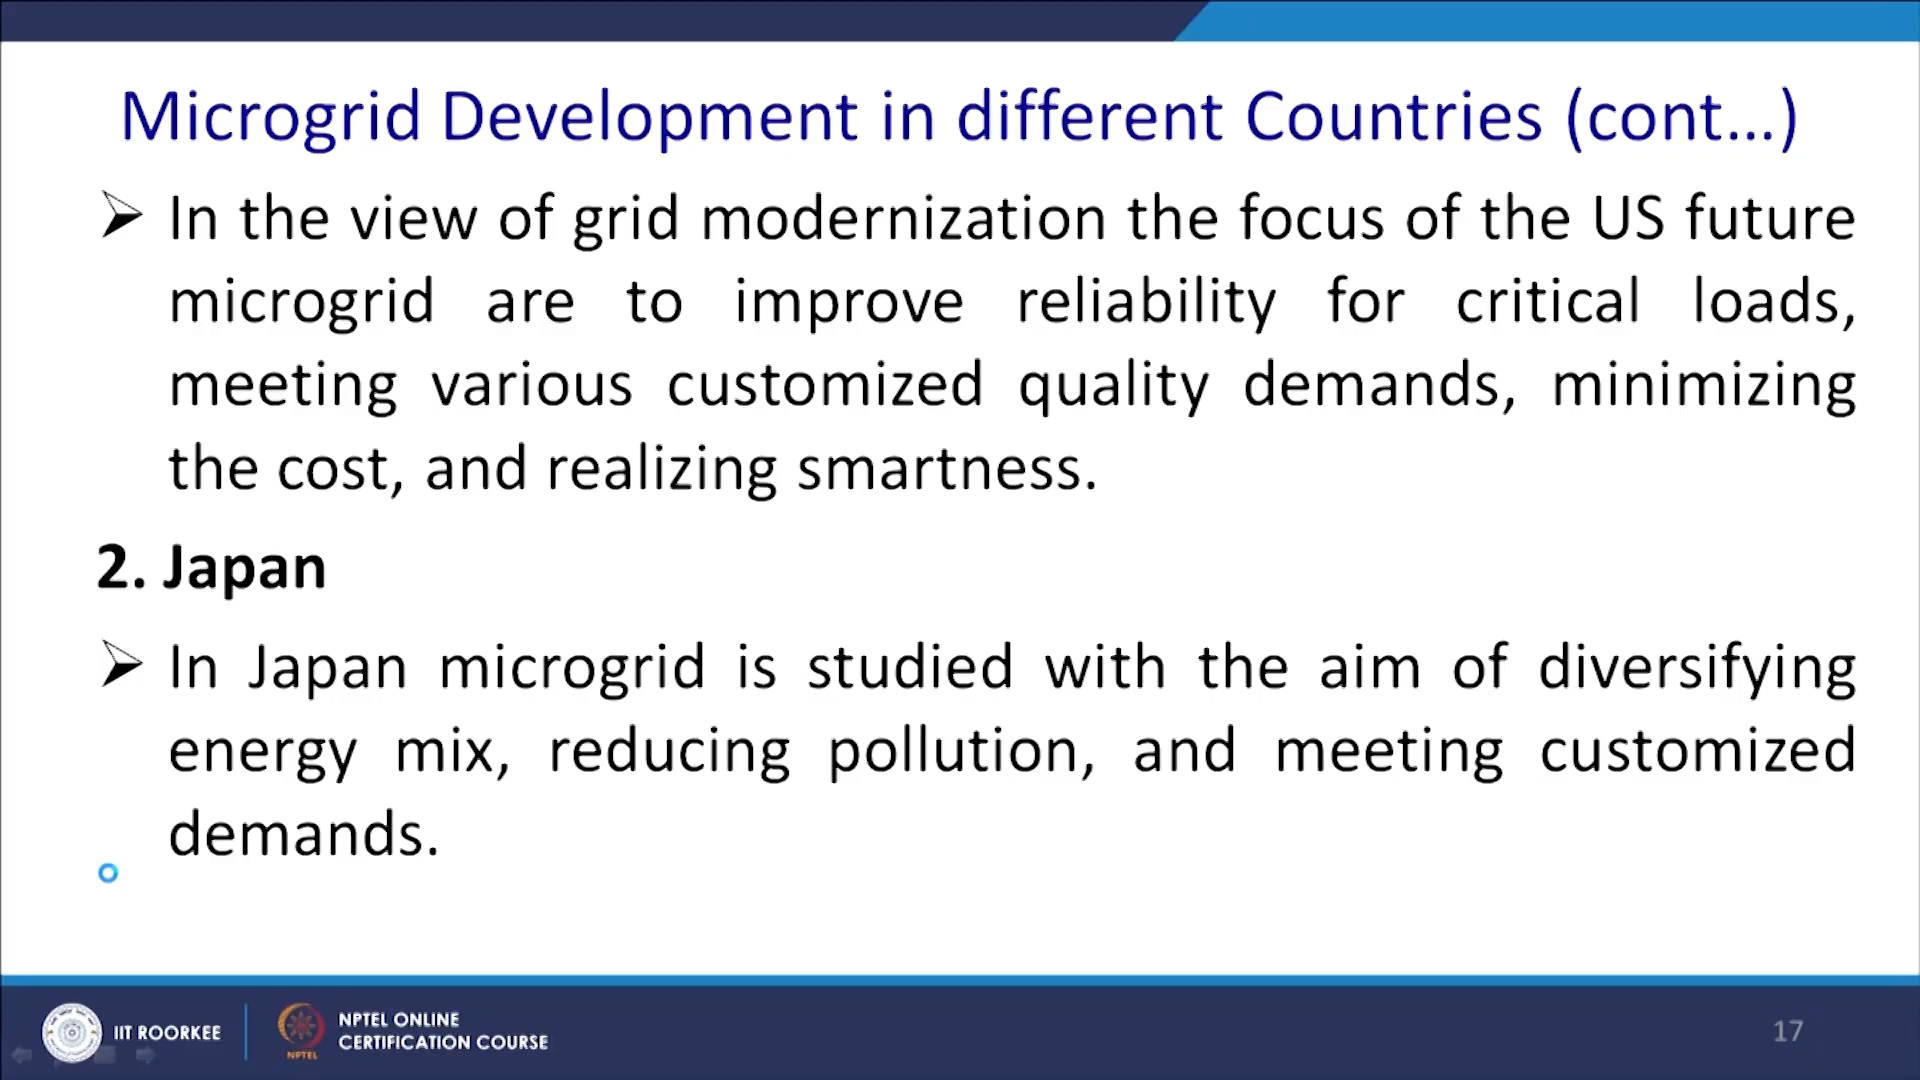 Microgrid Development in different Countries (cont...)
➢ In the view of grid modernization the focus of the US future
microgrid are to improve reliability for critical loads,
meeting various customized quality demands, minimizing
the cost, and realizing smartness.
2. Japan
➢ In Japan microgrid is studied with the aim of diversifying
energy mix, reducing pollution, and meeting customized
demands.
IIT ROORKEE
NPTEL
NPTEL ONLINE
CERTIFICATION COURSE
17